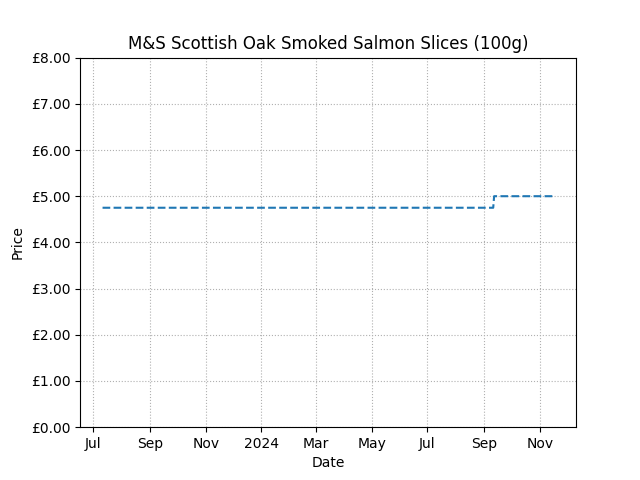 M&S Scottish Oak Smoked Salmon Slices (100g)
£8.00
£7.00
£6.00
£5.00
£4.00
£3.00
£2.00
£1.00
£0.00
Price
Jul Sep Nov 2024 Mar May Jul Sep Nov
Date